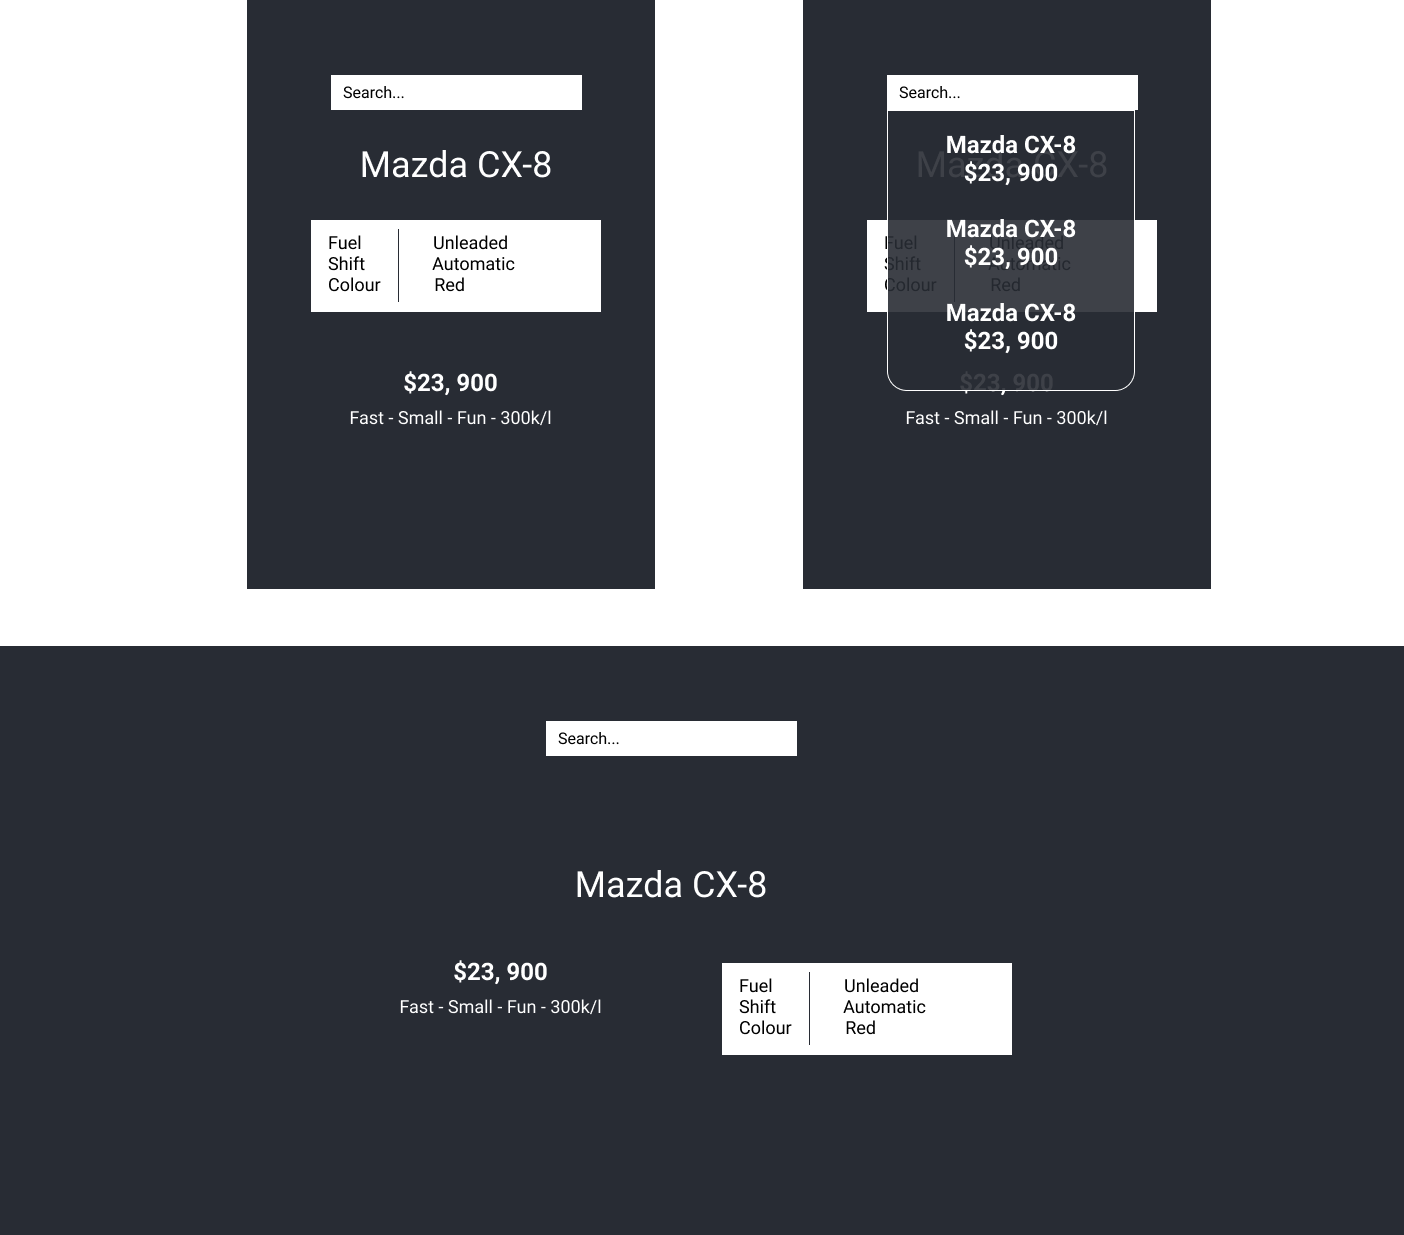 Search...
Mazda CX-8
Fuel Unleaded
Shift Automatic
Colour Red
$23, 900
Fast - Small - Fun - 300k/l
Search...
Mazda CX-8
$23, 900
Mazda CX-8
Mazda CX-8
$23, 900
Mazda CX-8
$23, 900
Fuel Unleaded
Shift Automatic
Colour Red
$23, 900
Fast - Small - Fun - 300k/l
Search...
Mazda CX-8
$23, 900
Fast - Small - Fun - 300k/l
Fuel Unleaded
Shift Automatic
Colour Red